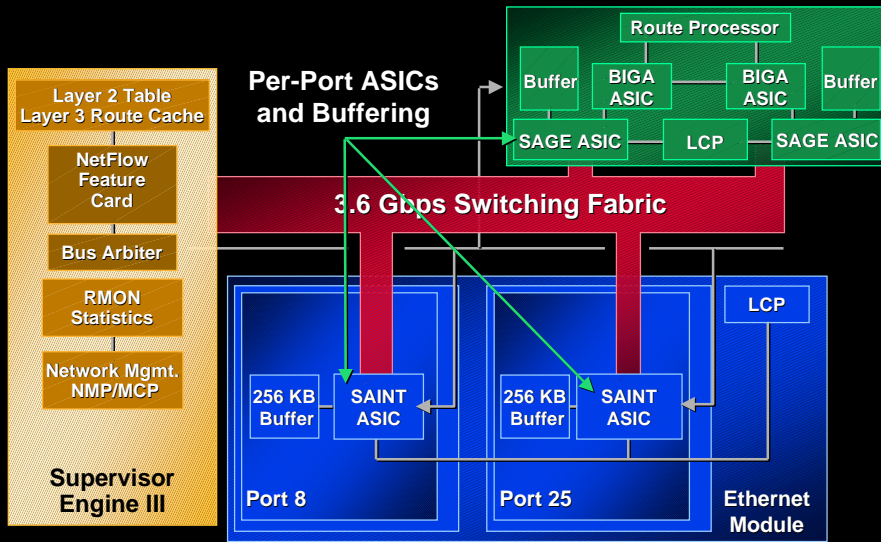 Layer 2 Table
Layer 3 Route Cache
NetFlow
Feature
Card
Bus Arbiter
RMON
Statistics
Network Mgmt.
NMP/MCP
Supervisor
Engine III
Per-Port ASICs
and Buffering
Route Processor
Buffer
BIGA
ASIC
BIGA
ASIC
Buffer
SAGE ASIC
LCP
SAGE ASIC
3.6 Gbps Switching Fabric
256 KB
Buffer
SAINT
ASIC
Port 8
256 KB
Buffer
SAINT
ASIC
Port 25
LCP
Ethernet
Module